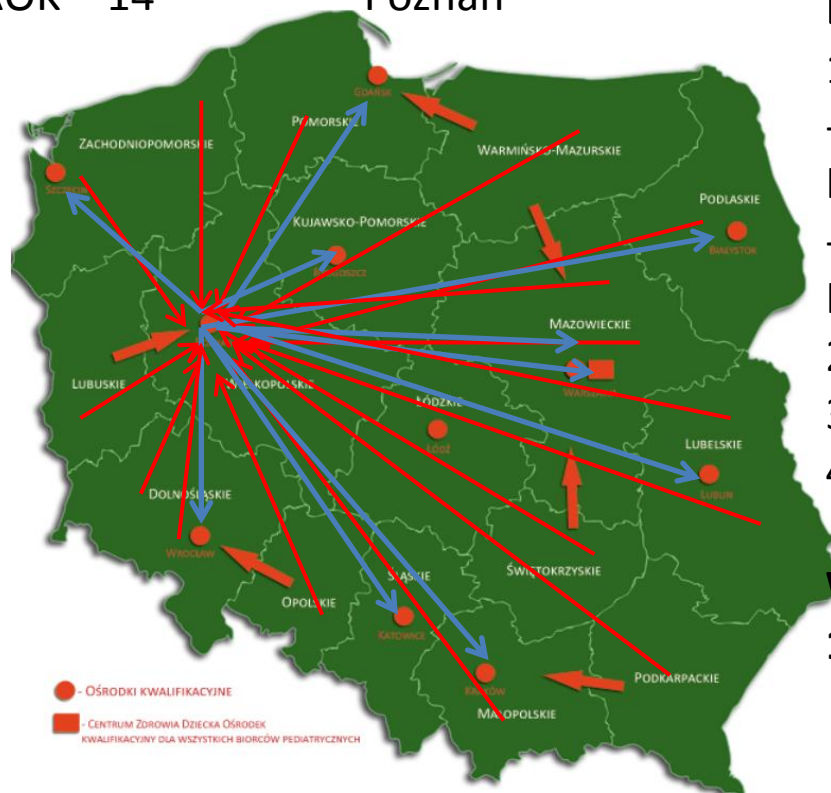 14 Poznań
GDAŃSK
POMORSKIE
ZACHODNIOPOMORSKIE
WARMIŃSKO-MAZURSKIE
SZCZECIN
PODLASKIE
KUJAWSKO-POMORSKIE
BIAŁYSTOK
BYDGOSZCZ
MAZOWIECKIE
LUBUSKIE
WIELKOPOLSKIE
WARSZAWA
ŁÓDZKIE
ŁÓDŹ
LUBELSKIE
DOLNOŚLĄSKIE
LUBLIN
WROCŁAW
ŚWIĘTOKRZYSKIE
ŚLĄSKIE
OPOLSKIE
KATOWICE
PODKARPACKIE
KRAKÓW
MAŁOPOLSKIE
- OŚRODKI KWALIFIKACYJNE
- CENTRUM ZDROWIA DZIECKA OŚRODEK
KWALIFIKACYJNY DLA WSZYSTKICH BIORCÓW PEDIATRYCZNYCH